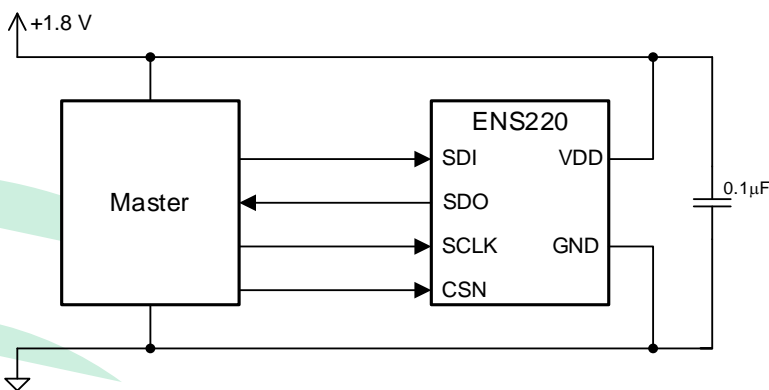 +1.8 V
ENS220
SDI VDD
Master
SDO
0.1μF
SCLK GND
CSN